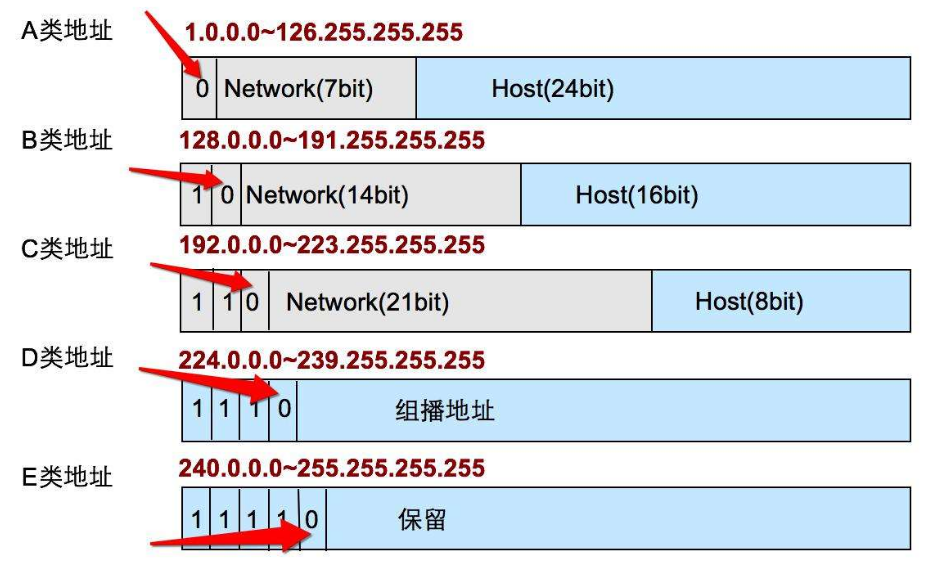 A类地址 1.0.0.0~126.255.255.255
0 Network(7bit) Host(24bit)
B类地址 128.0.0.0~191.255.255.255
1 0 Network(14bit) Host(16bit)
C类地址 192.0.0.0~223.255.255.255
1 1 0 Network(21bit) Host(8bit)
D类地址 224.0.0.0~239.255.255.255
1 1 1 0 组播地址
E类地址 240.0.0.0~255.255.255.255
1 1 1 1 0 保留